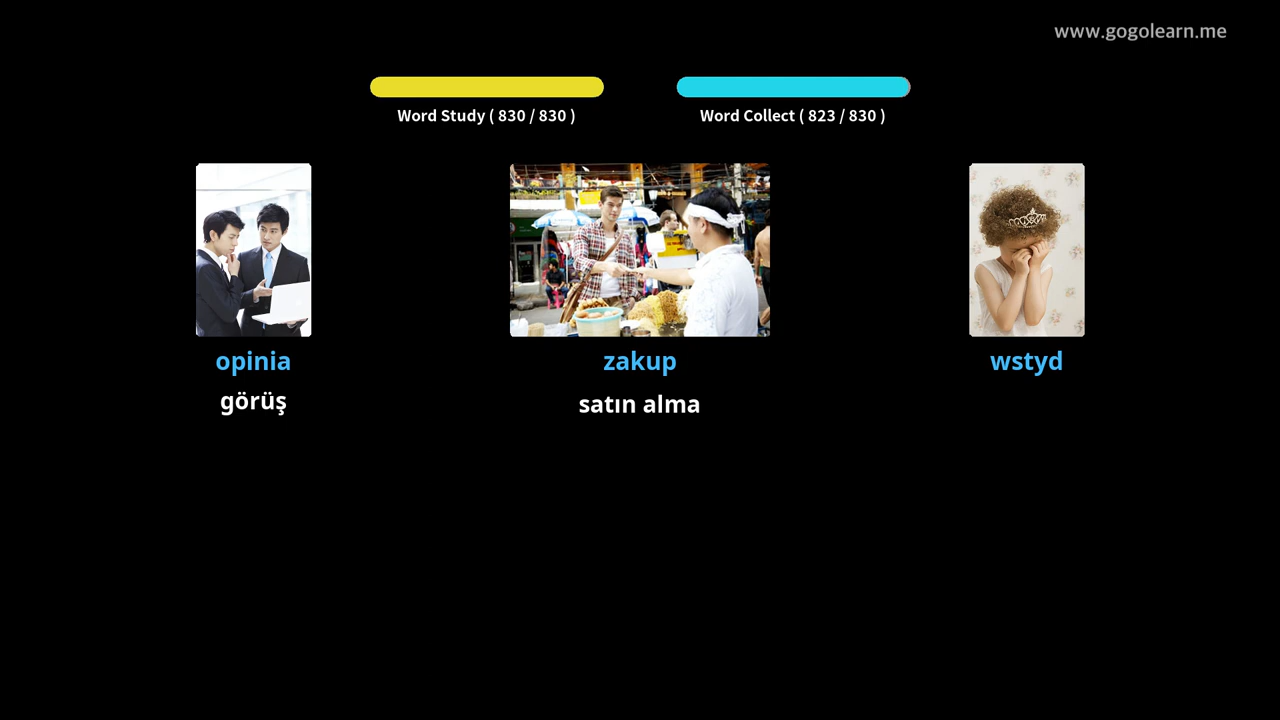 www.gogolearn.me
Word Study ( 830 / 830 )
Word Collect ( 823 / 830 )
opinia
zakup
wstyd
görüş
satın alma